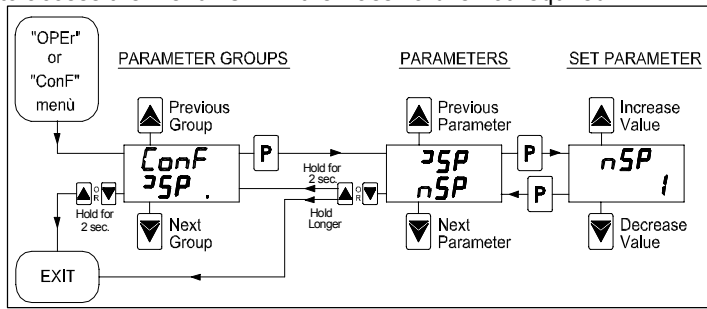 "OPEr"
or
"ConF"
menù
PARAMETER GROUPS
PARAMETERS
SET PARAMETER
Previous
Group
Previous
Parameter
Increase
Value
ConF
]SP .
P
Hold for
2 sec.
]SP
nSP
P
P
nSP
1
OR
Hold for
2 sec.
OR
Hold
Longer
Next
Group
Next
Parameter
Decrease
Value
EXIT